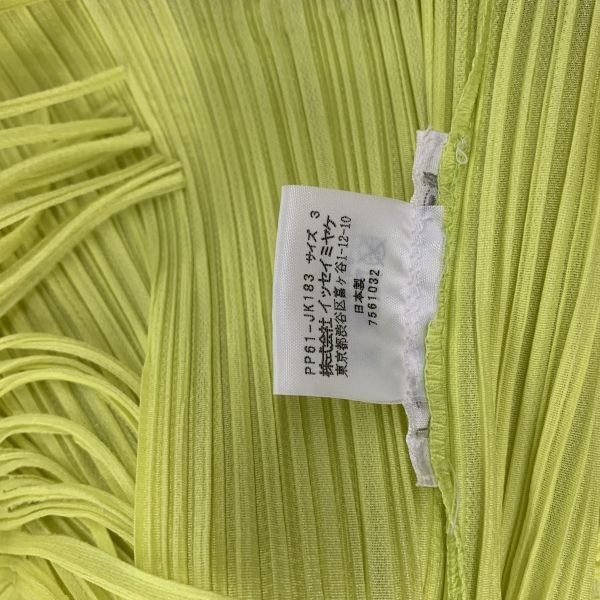 PP61-JK183 サイズ 3
株式会社 イッセイミヤケ
東京都渋谷区富ヶ谷1-12-10
日本製
7561032